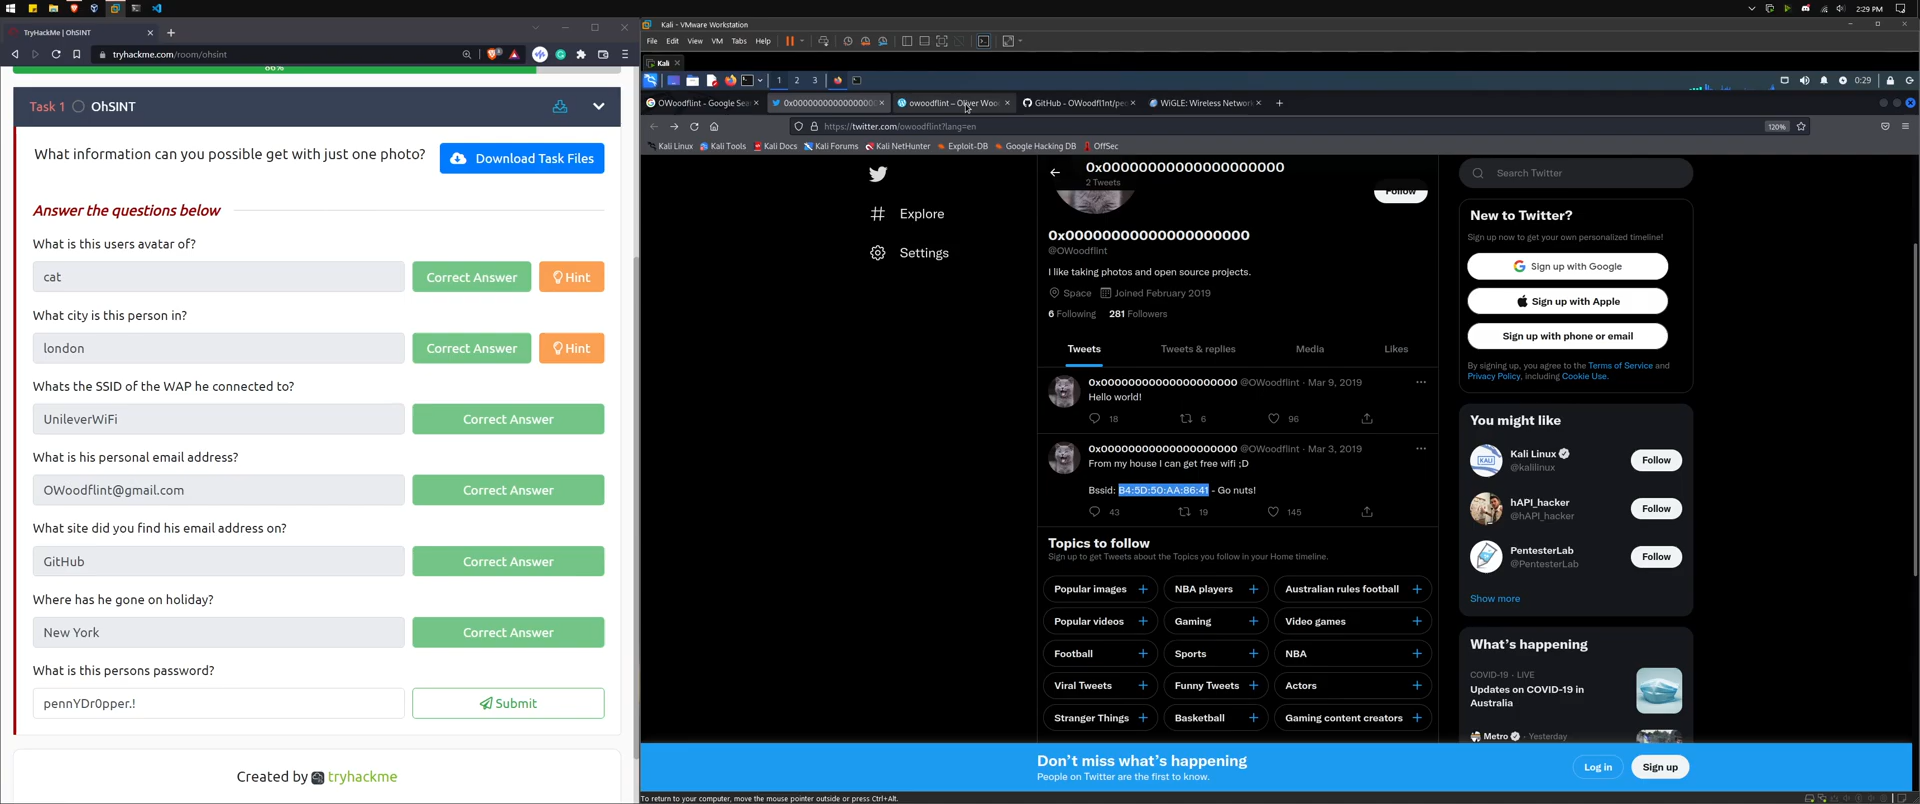 2:29 PM
TryHackMe | OhSINT
tryhackme.com/room/ohsint
86%
Task 1 OhSINT
What information can you possible get with just one photo?
Download Task Files
Answer the questions below
What is this users avatar of?
cat
Correct Answer
Hint
What city is this person in?
london
Correct Answer
Hint
Whats the SSID of the WAP he connected to?
UnileverWiFi
Correct Answer
What is his personal email address?
OWoodflint@gmail.com
Correct Answer
What site did you find his email address on?
GitHub
Correct Answer
Where has he gone on holiday?
New York
Correct Answer
What is this persons password?
pennYDr0pper.!
Submit
Created by tryhackme
Kali - VMware Workstation
File Edit View VM Tabs Help
Kali
1 2 3
0:29
OWoodflint - Google Sea
0x0000000000000000
owoodflint – Oliver Woo
GitHub - OWoodfl1nt/pe
WiGLE: Wireless Networ
https://twitter.com/owoodflint?lang=en
120%
Kali Linux Kali Tools Kali Docs Kali Forums Kali NetHunter Exploit-DB Google Hacking DB OffSec
Explore
Settings
0x00000000000000000000
2 Tweets
Follow
0x00000000000000000000
@OWoodflint
I like taking photos and open source projects.
Space Joined February 2019
6 Following 281 Followers
Tweets Tweets & replies Media Likes
0x00000000000000000000 @OWoodflint · Mar 9, 2019
Hello world!
18 6 96
0x00000000000000000000 @OWoodflint · Mar 3, 2019
From my house I can get free wifi ;D
Bssid: B4:5D:50:AA:86:41 - Go nuts!
43 19 145
Topics to follow
Sign up to get Tweets about the Topics you follow in your Home timeline.
Popular images NBA players Australian rules football
Popular videos Gaming Video games
Football Sports NBA
Viral Tweets Funny Tweets Actors
Stranger Things Basketball Gaming content creators
Search Twitter
New to Twitter?
Sign up now to get your own personalized timeline!
Sign up with Google
Sign up with Apple
Sign up with phone or email
By signing up, you agree to the Terms of Service and
Privacy Policy, including Cookie Use.
You might like
Kali Linux
@kalilinux
Follow
hAPI_hacker
@hAPI_hacker
Follow
PentesterLab
@PentesterLab
Follow
Show more
What's happening
COVID-19 · LIVE
Updates on COVID-19 in
Australia
Metro · Yesterday
Don't miss what's happening
People on Twitter are the first to know.
Log in
Sign up
To return to your computer, move the mouse pointer outside or press Ctrl+Alt.